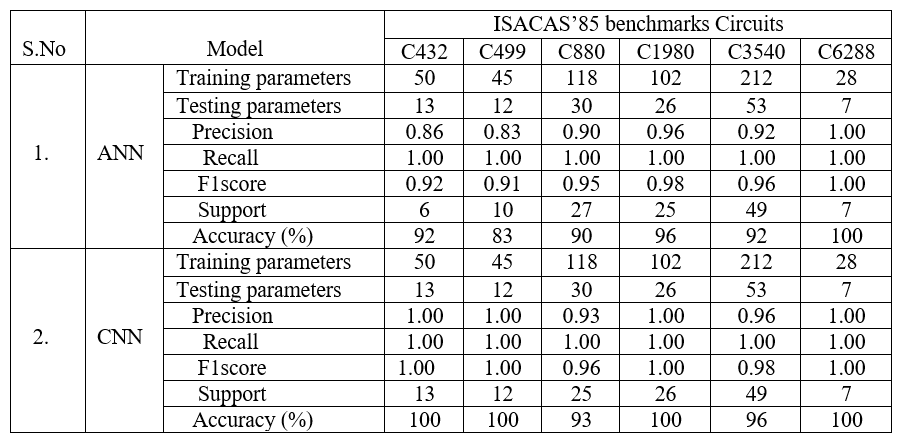 S.No Model ISACAS’85 benchmarks Circuits
C432 C499 C880 C1980 C3540 C6288
1. ANN Training parameters 50 45 118 102 212 28
Testing parameters 13 12 30 26 53 7
Precision 0.86 0.83 0.90 0.96 0.92 1.00
Recall 1.00 1.00 1.00 1.00 1.00 1.00
F1score 0.92 0.91 0.95 0.98 0.96 1.00
Support 6 10 27 25 49 7
Accuracy (%) 92 83 90 96 92 100
2. CNN Training parameters 50 45 118 102 212 28
Testing parameters 13 12 30 26 53 7
Precision 1.00 1.00 0.93 1.00 0.96 1.00
Recall 1.00 1.00 1.00 1.00 1.00 1.00
F1score 1.00 1.00 0.96 1.00 0.98 1.00
Support 13 12 25 26 49 7
Accuracy (%) 100 100 93 100 96 100